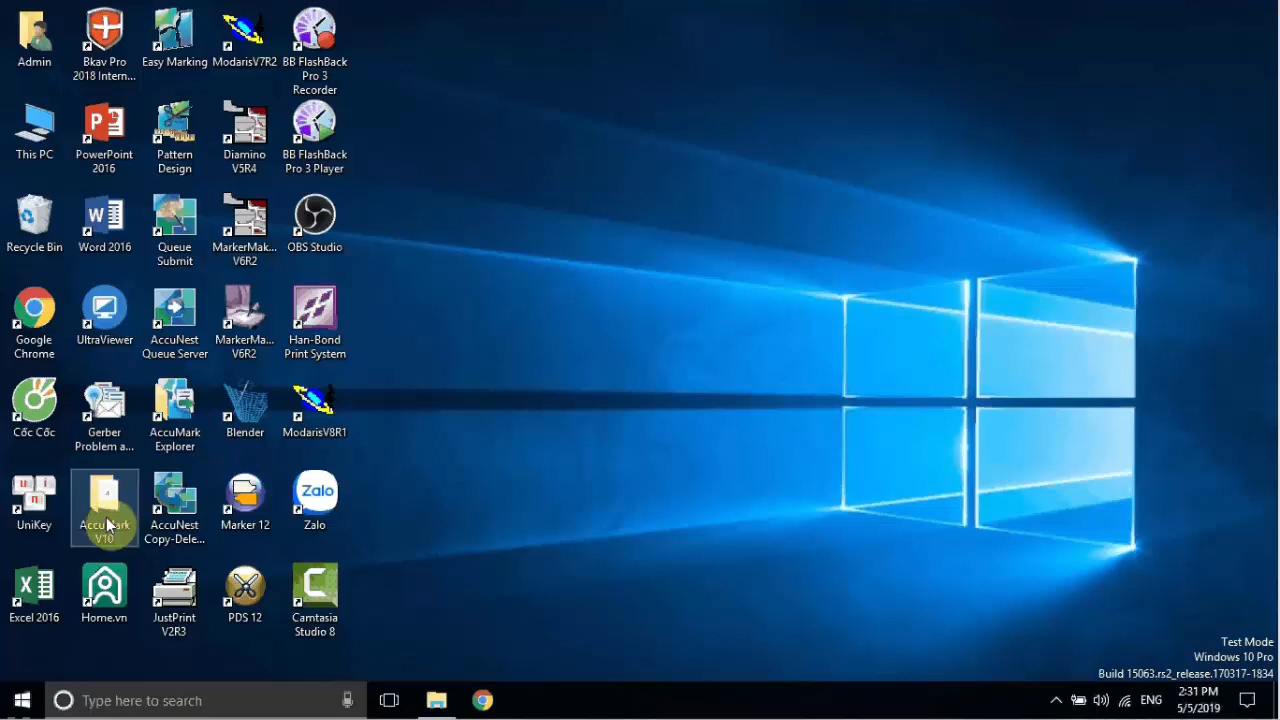 Admin
Bkav Pro
2018 Intern...
Easy Marking
ModarisV7R2
BB FlashBack
Pro 3
Recorder
This PC
PowerPoint
2016
Pattern
Design
Diamino
V5R4
BB FlashBack
Pro 3 Player
Recycle Bin
Word 2016
Queue
Submit
MarkerMak...
V6R2
OBS Studio
Google
Chrome
UltraViewer
AccuNest
Queue Server
MarkerMa...
V6R2
Han-Bond
Print System
Cốc Cốc
Gerber
Problem a...
AccuMark
Explorer
Blender
ModarisV8R1
UniKey
AccuMark
V10
AccuNest
Copy-Dele...
Marker 12
Zalo
Zalo
Excel 2016
Home.vn
JustPrint
V2R3
PDS 12
Camtasia
Studio 8
Test Mode
Windows 10 Pro
Build 15063.rs2_release.170317-1834
Type here to search
ENG
2:31 PM
5/5/2019